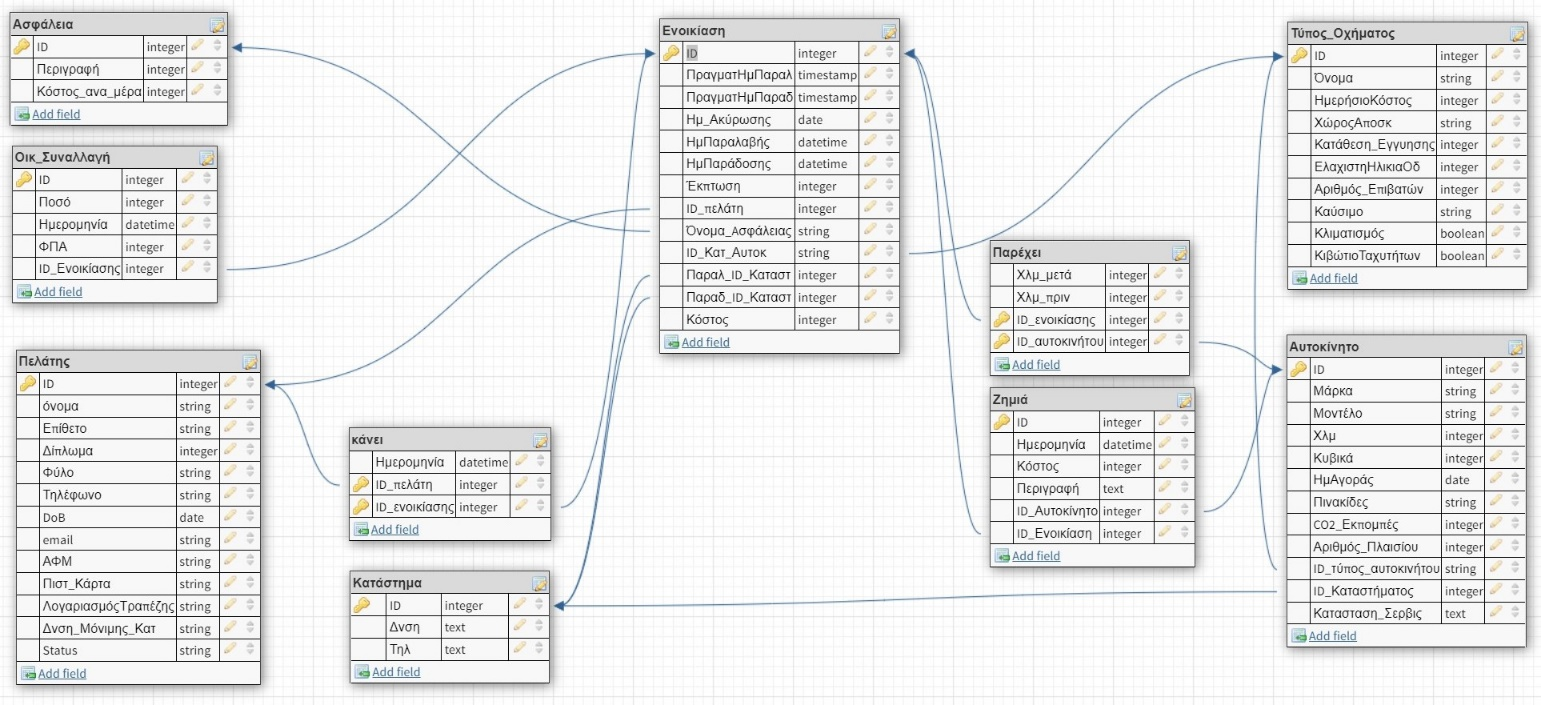 Ασφάλεια
ID integer
Περιγραφή integer
Κόστος_ανα_μέρα integer
Add field
Οικ_Συναλλαγή
ID integer
Ποσό integer
Ημερομηνία datetime
ΦΠΑ integer
ID_Ενοικίασης integer
Add field
Πελάτης
ID integer
όνομα string
Επίθετο string
Δίπλωμα integer
Φύλο string
Τηλέφωνο string
DoB date
email string
ΑΦΜ string
Πιστ_Κάρτα string
ΛογαριασμόςΤραπέζης string
Δνση_Μόνιμης_Κατ string
Status string
Add field
κάνει
Ημερομηνία datetime
ID_πελάτη integer
ID_ενοικίασης integer
Add field
Κατάστημα
ID integer
Δνση text
Τηλ text
Add field
Ενοικίαση
ID integer
ΠραγματΗμΠαραλ timestamp
ΠραγματΗμΠαραδ timestamp
Ημ_Ακύρωσης date
ΗμΠαραλαβής datetime
ΗμΠαράδοσης datetime
Έκπτωση integer
ID_πελάτη integer
Όνομα_Ασφάλειας string
ID_Κατ_Αυτοκ string
Παραλ_ID_Καταστ integer
Παραδ_ID_Καταστ integer
Κόστος integer
Add field
Παρέχει
Χλμ_μετά integer
Χλμ_πριν integer
ID_ενοικίασης integer
ID_αυτοκινήτου integer
Add field
Ζημιά
ID integer
Ημερομηνία datetime
Κόστος integer
Περιγραφή text
ID_Αυτοκίνητο integer
ID_Ενοικίαση integer
Add field
Τύπος_Οχήματος
ID integer
Όνομα string
ΗμερήσιοΚόστος integer
ΧώροςΑποσκ string
Κατάθεση_Εγγυησης integer
ΕλαχιστηΗλικιαΟδ integer
Αριθμός_Επιβατών integer
Καύσιμο string
Κλιματισμός boolean
ΚιβώτιοΤαχυτήτων boolean
Add field
Αυτοκίνητο
ID integer
Μάρκα string
Μοντέλο string
Χλμ integer
Κυβικά integer
ΗμΑγοράς date
Πινακίδες string
CO2_Εκπομπές integer
Αριθμός_Πλαισίου integer
ID_τύπος_αυτοκινήτου string
ID_Καταστήματος integer
Κατασταση_Σερβις text
Add field